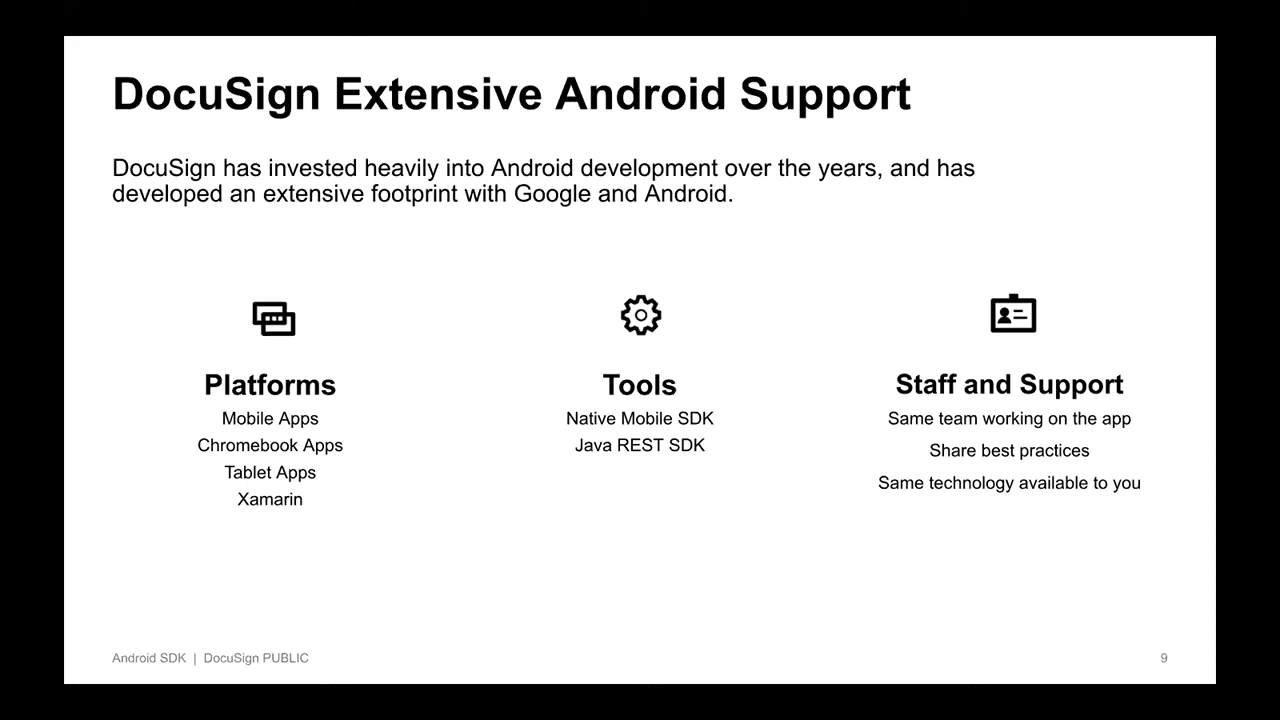 DocuSign Extensive Android Support
DocuSign has invested heavily into Android development over the years, and has
developed an extensive footprint with Google and Android.
Platforms
Mobile Apps
Chromebook Apps
Tablet Apps
Xamarin
Tools
Native Mobile SDK
Java REST SDK
Staff and Support
Same team working on the app
Share best practices
Same technology available to you
Android SDK | DocuSign PUBLIC
9